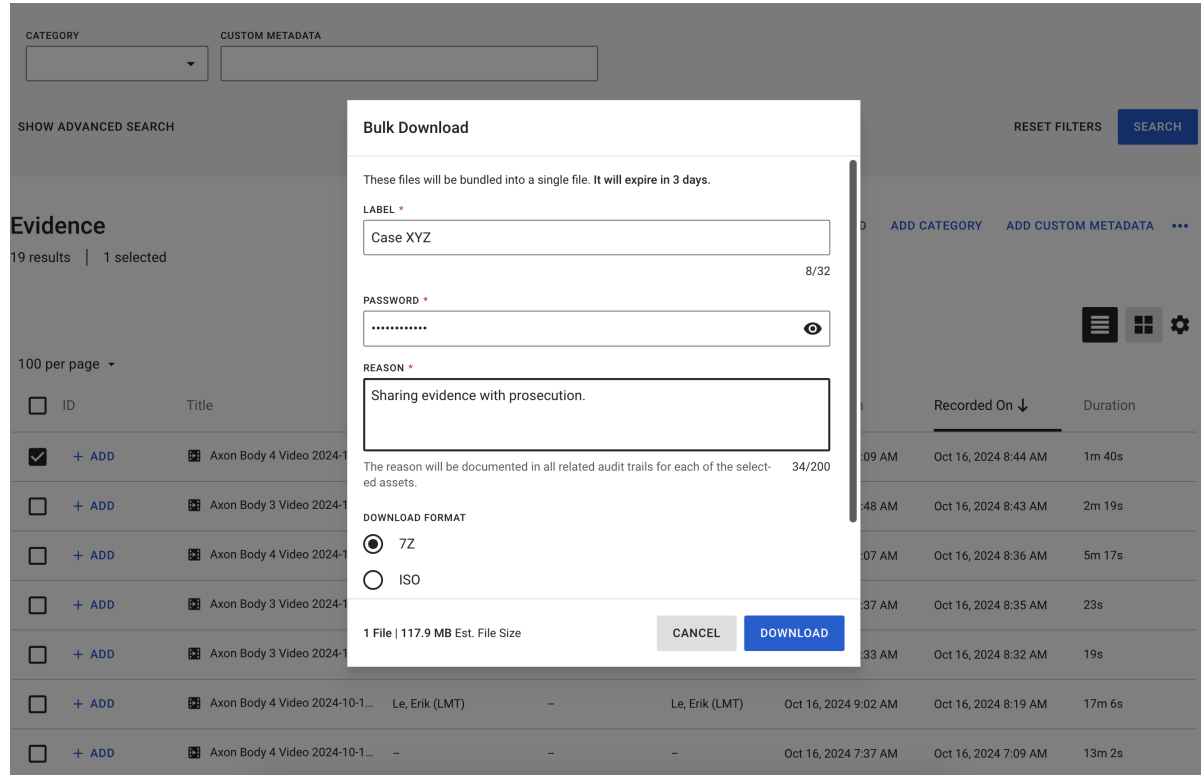 CATEGORY
CUSTOM METADATA
SHOW ADVANCED SEARCH
RESET FILTERS
SEARCH
Bulk Download
These files will be bundled into a single file. It will expire in 3 days.
LABEL *
Case XYZ
8/32
PASSWORD *
••••••••••••
REASON *
Sharing evidence with prosecution.
The reason will be documented in all related audit trails for each of the select-
ed assets.
34/200
DOWNLOAD FORMAT
7Z
ISO
1 File | 117.9 MB Est. File Size
CANCEL
DOWNLOAD
Evidence
ADD CATEGORY
ADD CUSTOM METADATA
19 results | 1 selected
100 per page
ID Title Recorded On ↓ Duration
+ ADD Axon Body 4 Video 2024-1 :09 AM Oct 16, 2024 8:44 AM 1m 40s
+ ADD Axon Body 3 Video 2024-1 :48 AM Oct 16, 2024 8:43 AM 2m 19s
+ ADD Axon Body 4 Video 2024-1 :07 AM Oct 16, 2024 8:36 AM 5m 17s
+ ADD Axon Body 3 Video 2024-1 :37 AM Oct 16, 2024 8:35 AM 23s
+ ADD Axon Body 3 Video 2024-1 :33 AM Oct 16, 2024 8:32 AM 19s
+ ADD Axon Body 4 Video 2024-10-1... Le, Erik (LMT) – Le, Erik (LMT) Oct 16, 2024 9:02 AM Oct 16, 2024 8:19 AM 17m 6s
+ ADD Axon Body 4 Video 2024-10-1... – – – Oct 16, 2024 7:37 AM Oct 16, 2024 7:09 AM 13m 2s